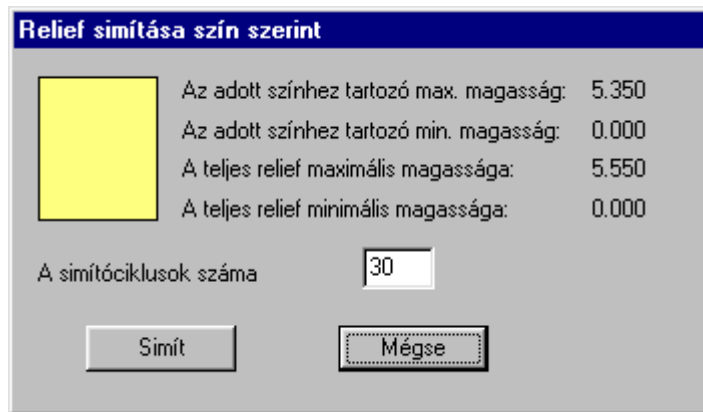 Relief simítása szín szerint
Az adott színhez tartozó max. magasság: 5.350
Az adott színhez tartozó min. magasság: 0.000
A teljes relief maximális magassága: 5.550
A teljes relief minimális magassága: 0.000
A simítóciklusok száma 30
Simít Mégse